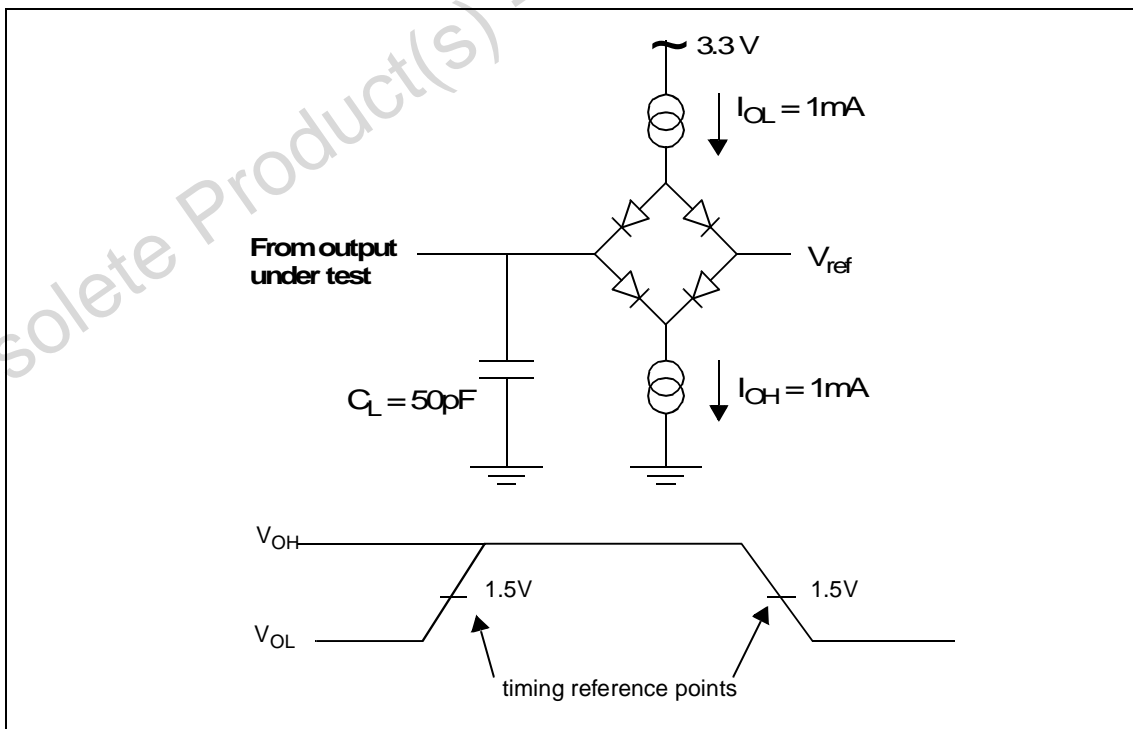 solete Product(s)
~ 3.3 V
I_OL = 1mA
From output
under test
V_ref
C_L = 50pF
I_OH = 1mA
V_OH
1.5V
1.5V
V_OL
timing reference points